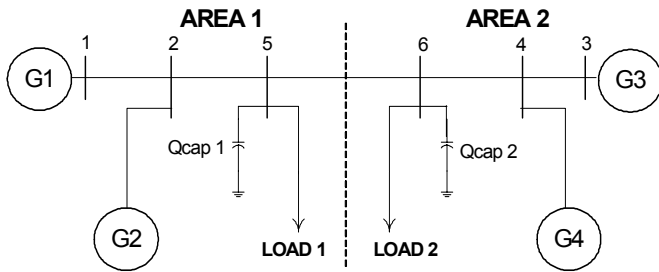 AREA 1 AREA 2
1 2 5 6 4 3
G1 G3
Qcap 1 Qcap 2
G2 LOAD 1 LOAD 2 G4